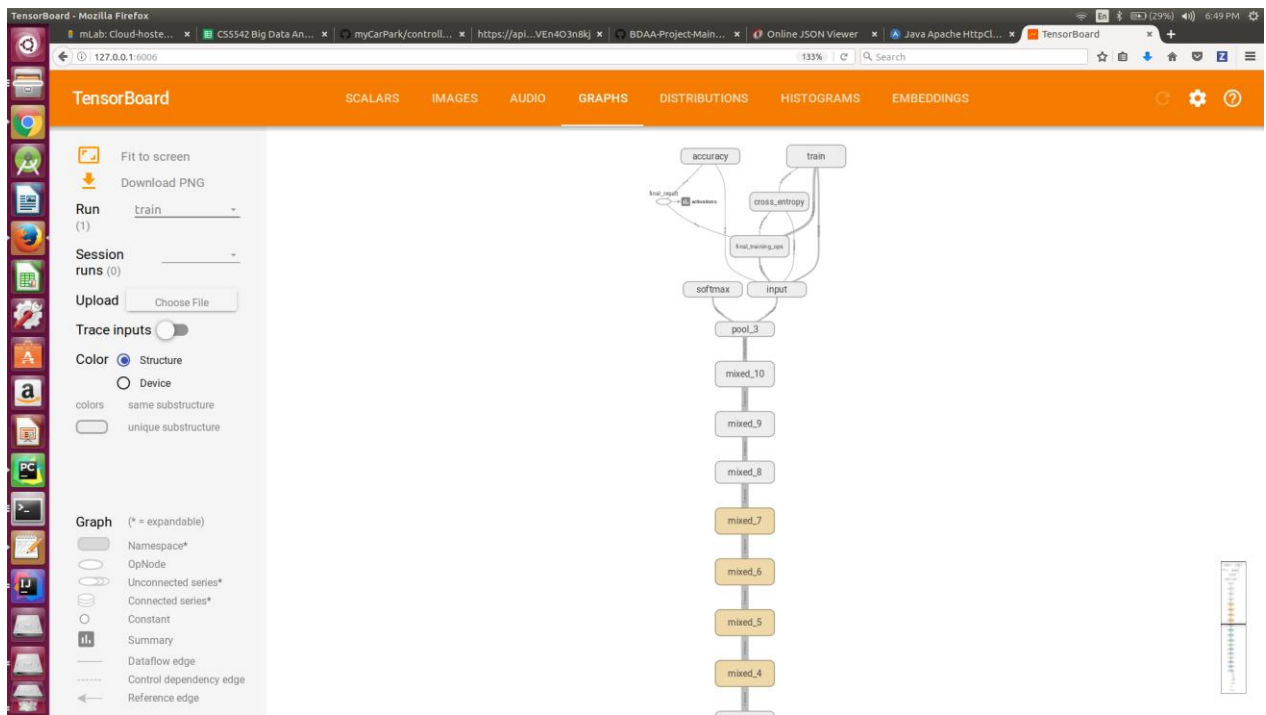 TensorBoard - Mozilla Firefox
En (29%) 6:49 PM
mLab: Cloud-hoste... × CS5542 Big Data An... × myCarPark/controll... × https://api...VEn4O3n8kj × BDAA-Project-Main... × Online JSON Viewer × Java Apache HttpCl... × TensorBoard × +
127.0.0.1:6006 133% Search
TensorBoard SCALARS IMAGES AUDIO GRAPHS DISTRIBUTIONS HISTOGRAMS EMBEDDINGS
Fit to screen
Download PNG
Run train
(1)
Session
runs (0)
Upload Choose File
Trace inputs
Color Structure
Device
colors same substructure
unique substructure
Graph (* = expandable)
Namespace*
OpNode
Unconnected series*
Connected series*
Constant
Summary
Dataflow edge
Control dependency edge
Reference edge
accuracy train
final_result activations
cross_entropy
final_training_ops
softmax input
pool_3
mixed_10
mixed_9
mixed_8
mixed_7
mixed_6
mixed_5
mixed_4